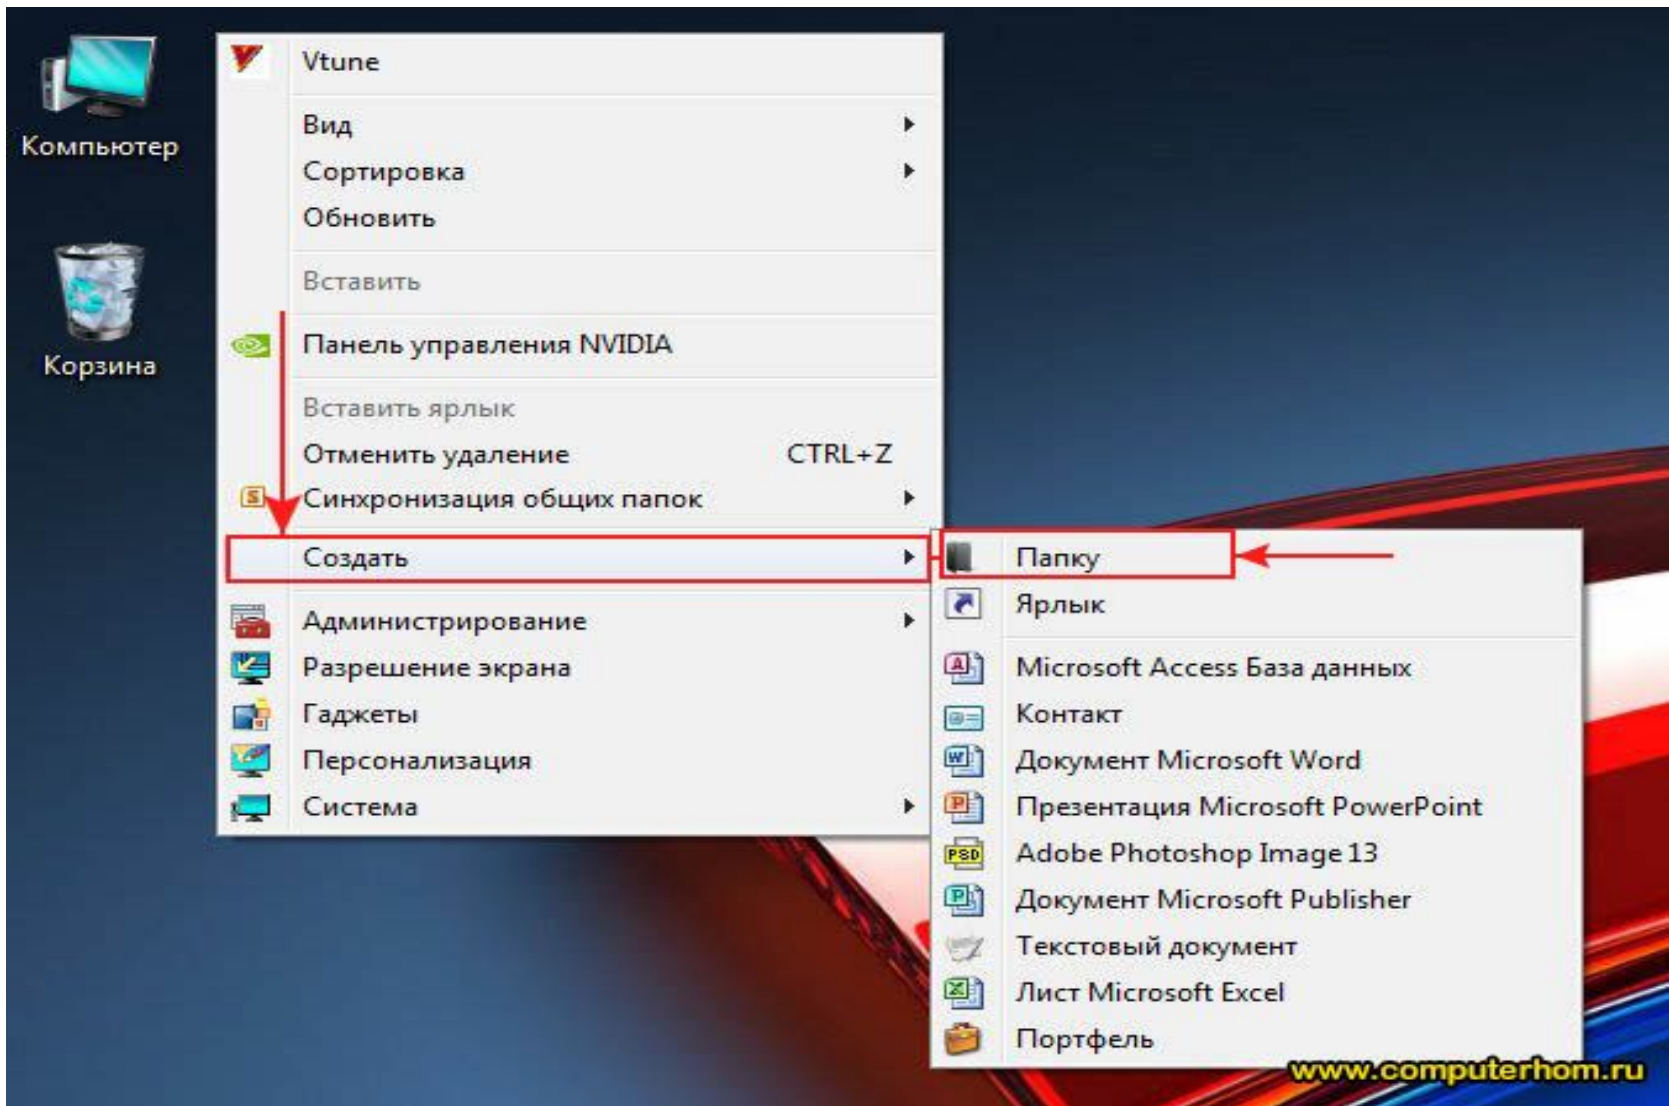 Компьютер
Корзина
Vtune
Вид
Сортировка
Обновить
Вставить
Панель управления NVIDIA
Вставить ярлык
Отменить удаление CTRL+Z
Синхронизация общих папок
Создать
Администрирование
Разрешение экрана
Гаджеты
Персонализация
Система
Папку
Ярлык
Microsoft Access База данных
Контакт
Документ Microsoft Word
Презентация Microsoft PowerPoint
PSD Adobe Photoshop Image 13
Документ Microsoft Publisher
Текстовый документ
Лист Microsoft Excel
Портфель
www.computerhom.ru